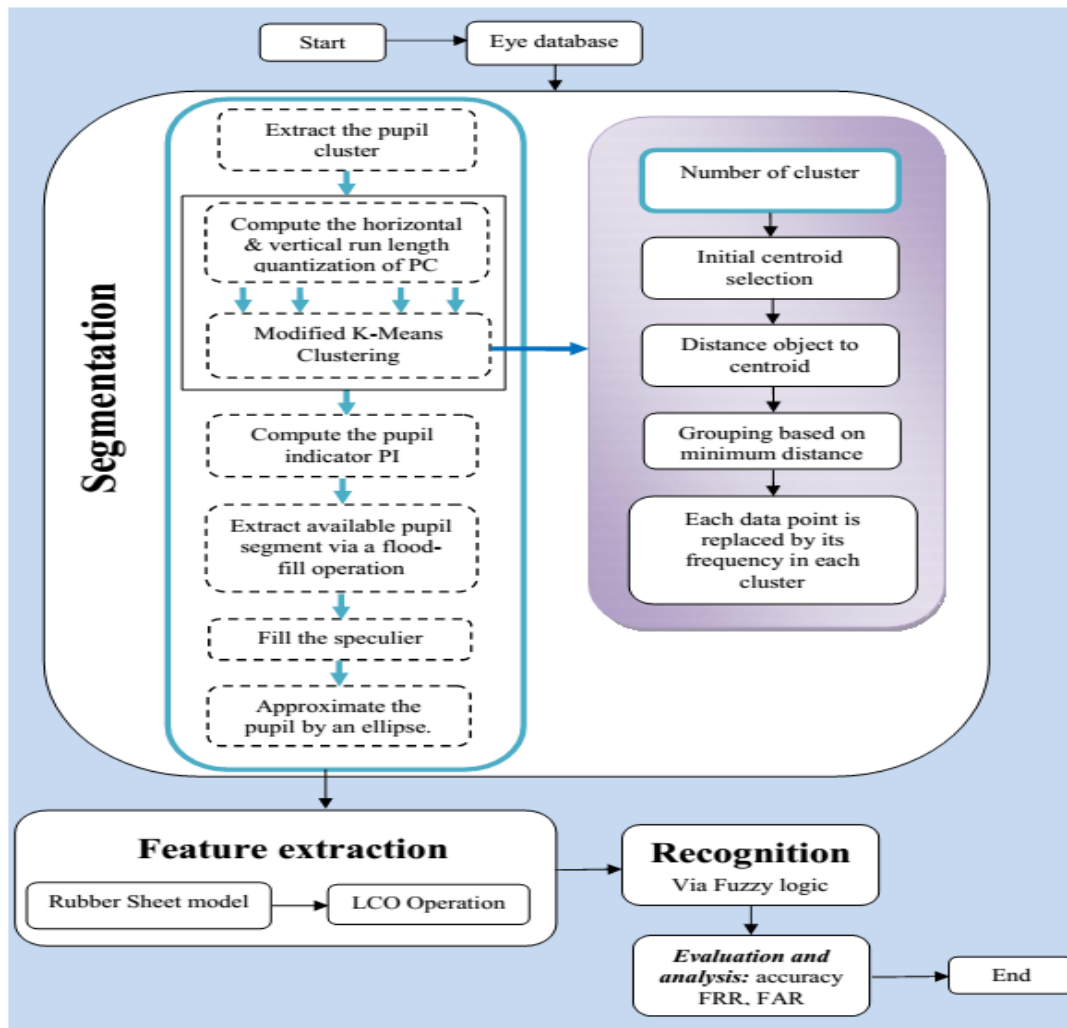 Start
Eye database
Segmentation
Extract the pupil
cluster
Compute the horizontal
& vertical run length
quantization of PC
Modified K-Means
Clustering
Compute the pupil
indicator PI
Extract available pupil
segment via a flood-
fill operation
Fill the speculier
Approximate the
pupil by an ellipse.
Number of cluster
Initial centroid
selection
Distance object to
centroid
Grouping based on
minimum distance
Each data point is
replaced by its
frequency in each
cluster
Feature extraction
Rubber Sheet model
LCO Operation
Recognition
Via Fuzzy logic
Evaluation and
analysis: accuracy
FRR, FAR
End